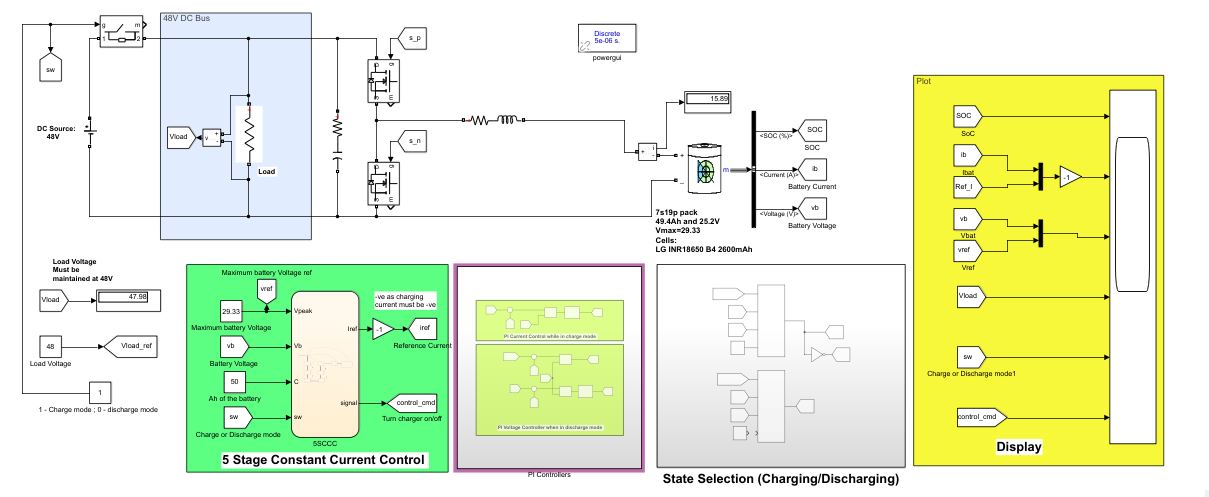 48V DC Bus
g
m
1
2
sw
DC Source:
48V
Vload
v
+
-
Load
s_p
s_n
g
m
Discrete
5e-06 s.
powergui
15.89
+
i
-
+
_
m
<SOC (%)>
SOC
SOC
<Current (A)>
ib
Battery Current
<Voltage (V)>
vb
Battery Voltage
7s19p pack
49.4Ah and 25.2V
Vmax=29.33
Cells:
LG INR18650 B4 2600mAh
Load Voltage
Must be
maintained at 48V
Vload
47.98
48
Vload_ref
Load Voltage
1
1 - Charge mode ; 0 - discharge mode
Maximum battery Voltage ref
vref
29.33
Maximum battery Voltage
vb
Battery Voltage
50
Ah of the battery
sw
Charge or Discharge mode
Vpeak
Vb
C
sw
Iref
signal
5SCCC
-ve as charging
current must be -ve
-1
iref
Reference Current
control_cmd
Turn charger on/off
5 Stage Constant Current Control
PI Current Control while in charge mode
PI Voltage Controller when in discharge mode
PI Controllers
State Selection (Charging/Discharging)
Plot
SOC
SoC
ib
Ibat
Ref_I
-1
vb
Vbat
vref
Vref
Vload
sw
Charge or Discharge mode1
control_cmd
Display